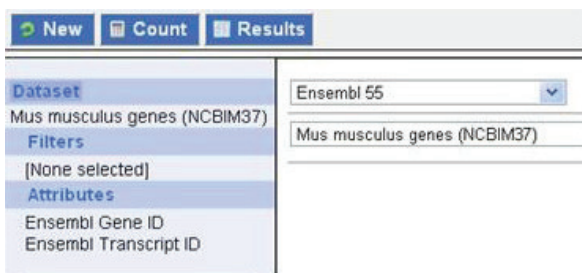 New Count Results
Dataset
Mus musculus genes (NCBIM37)
Filters
[None selected]
Attributes
Ensembl Gene ID
Ensembl Transcript ID
Ensembl 55
Mus musculus genes (NCBIM37)